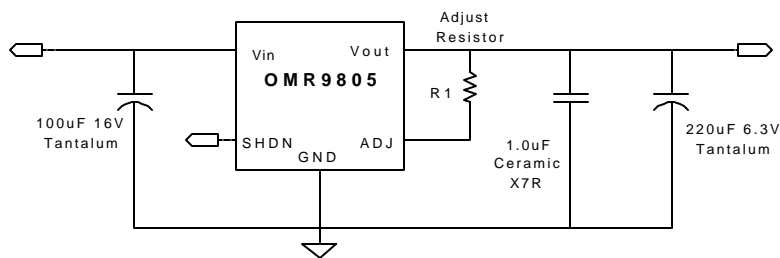 Adjust
Resistor
Vin
Vout
OMR9805
R1
100uF 16V
Tantalum
SHDN
ADJ
GND
1.0uF
Ceramic
X7R
220uF 6.3V
Tantalum